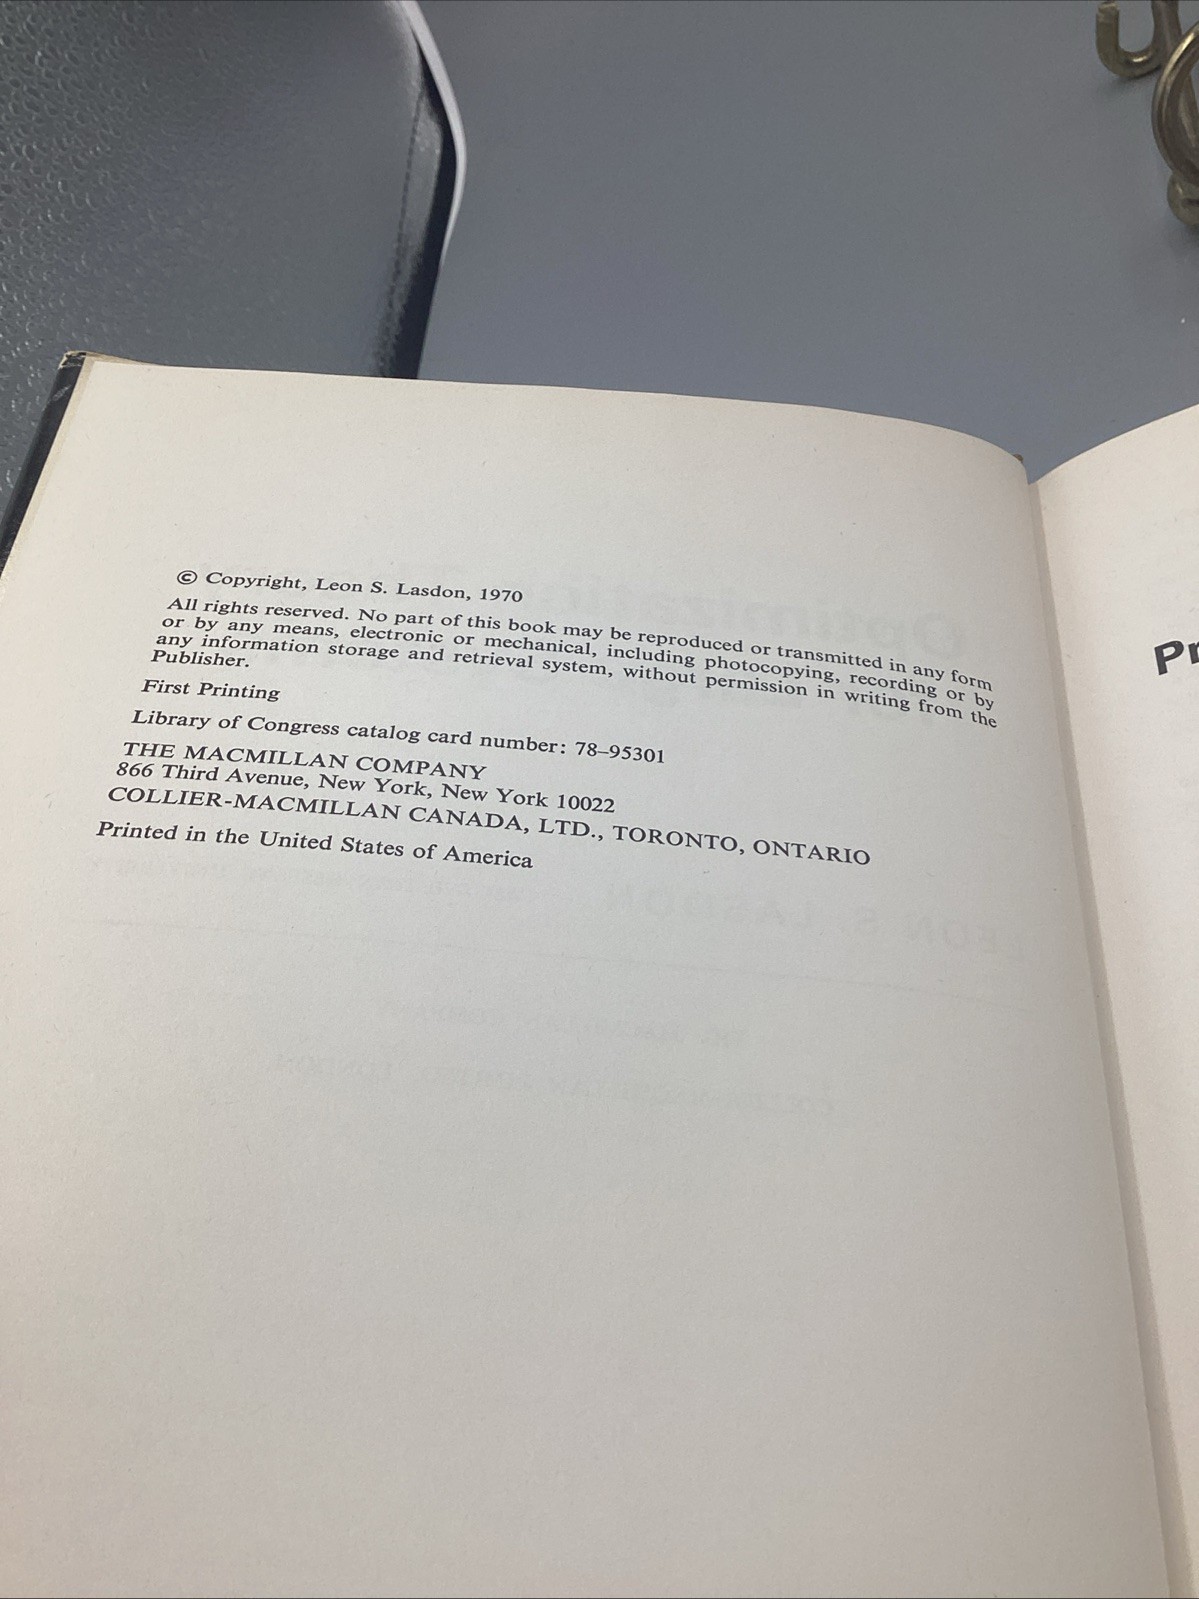 © Copyright, Leon S. Lasdon, 1970
All rights reserved. No part of this book may be reproduced or transmitted in any form
or by any means, electronic or mechanical, including photocopying, recording or by
any information storage and retrieval system, without permission in writing from the
Publisher.
First Printing
Library of Congress catalog card number: 78–95301
THE MACMILLAN COMPANY
866 Third Avenue, New York, New York 10022
COLLIER-MACMILLAN CANADA, LTD., TORONTO, ONTARIO
Printed in the United States of America
LEON S. LASDON
Pr